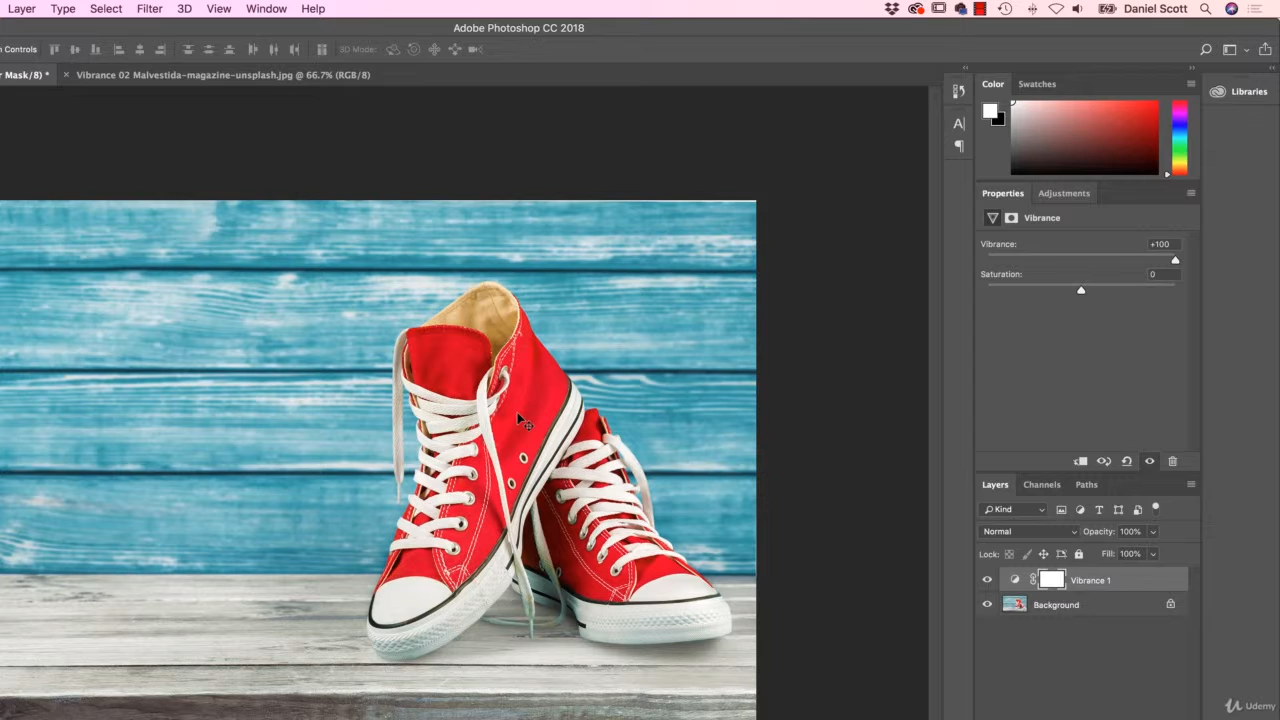 Layer Type Select Filter 3D View Window Help Daniel Scott
Adobe Photoshop CC 2018
n Controls 3D Mode:
r Mask/8) * × Vibrance 02 Malvestida-magazine-unsplash.jpg @ 66.7% (RGB/8)
Color Swatches
Libraries
A|
Properties Adjustments
Vibrance
Vibrance: +100
Saturation: 0
Layers Channels Paths
Kind
Normal Opacity: 100%
Lock: Fill: 100%
Vibrance 1
Background
Udemy